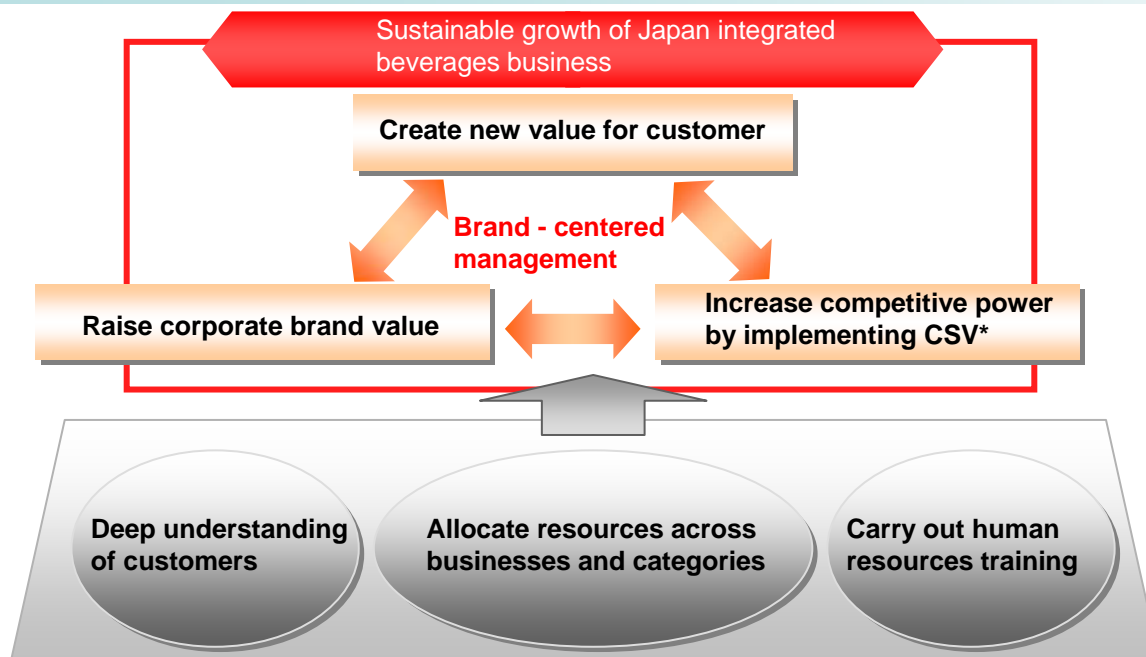 Sustainable growth of Japan integrated
beverages business
Create new value for customer
Brand - centered
management
Raise corporate brand value
Increase competitive power
by implementing CSV*
Deep understanding
of customers
Allocate resources across
businesses and categories
Carry out human
resources training